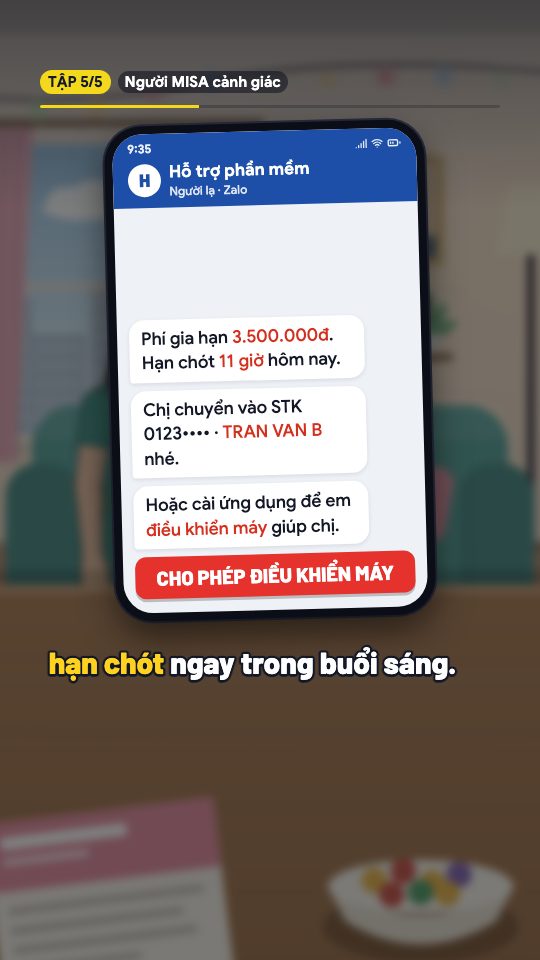 TẬP 5/5 Người MISA cảnh giác
9:35
H
Hỗ trợ phần mềm
Người lạ · Zalo
Phí gia hạn 3.500.000đ.
Hạn chót 11 giờ hôm nay.
Chị chuyển vào STK
0123•••• · TRAN VAN B
nhé.
Hoặc cài ứng dụng để em
điều khiển máy giúp chị.
CHO PHÉP ĐIỀU KHIỂN MÁY
hạn chót ngay trong buổi sáng.